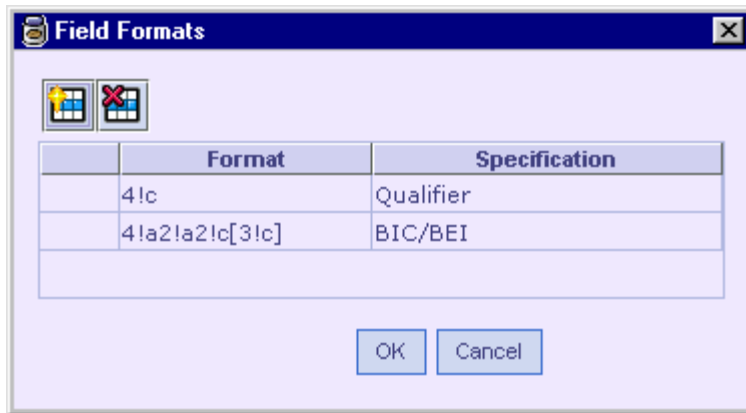 Field Formats
Format Specification
4!c Qualifier
4!a2!a2!c[3!c] BIC/BEI
OK Cancel